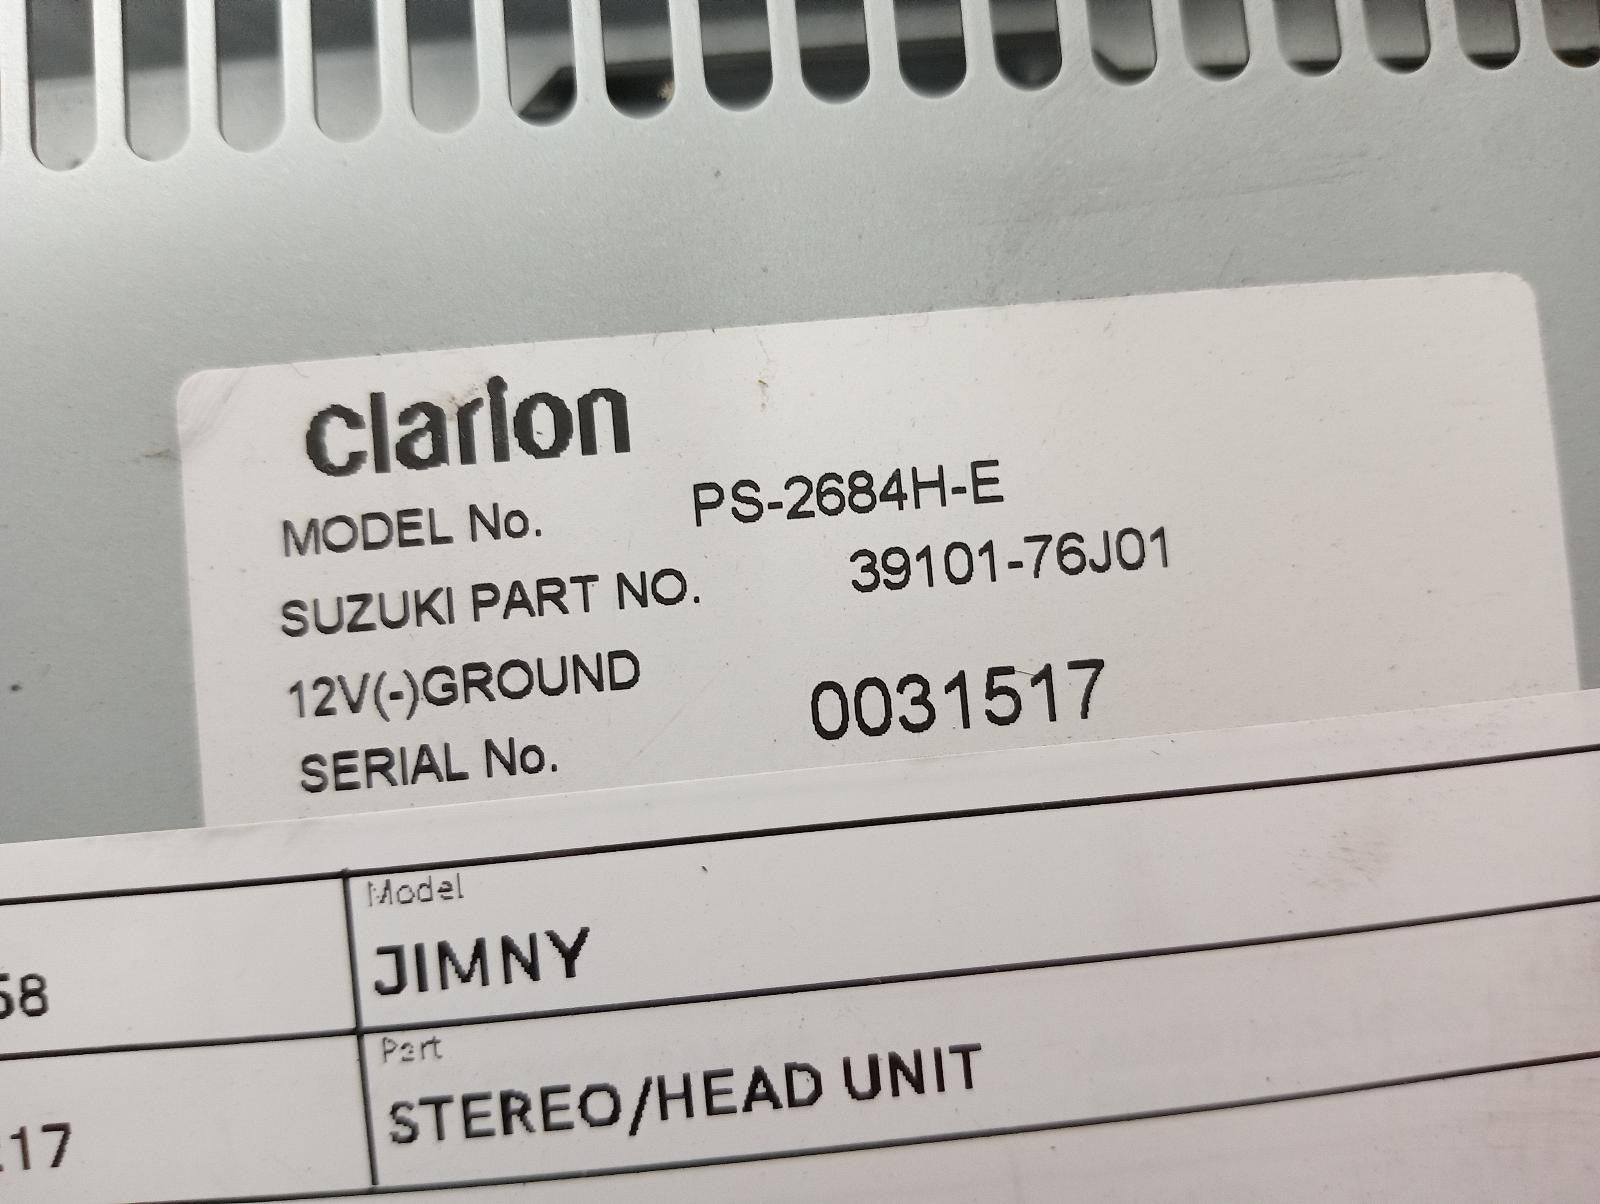 clarion
MODEL No. PS-2684H-E
SUZUKI PART NO. 39101-76J01
12V(-)GROUND
SERIAL No. 0031517
Model
58 JIMNY
Part
17 STEREO/HEAD UNIT